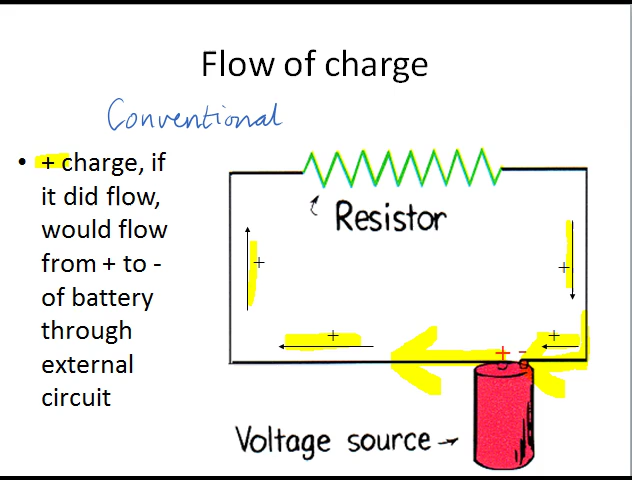 Flow of charge
Conventional
• + charge, if
it did flow,
would flow
from + to -
of battery
through
external
circuit
Resistor
+
+
+
+
+ -
Voltage source